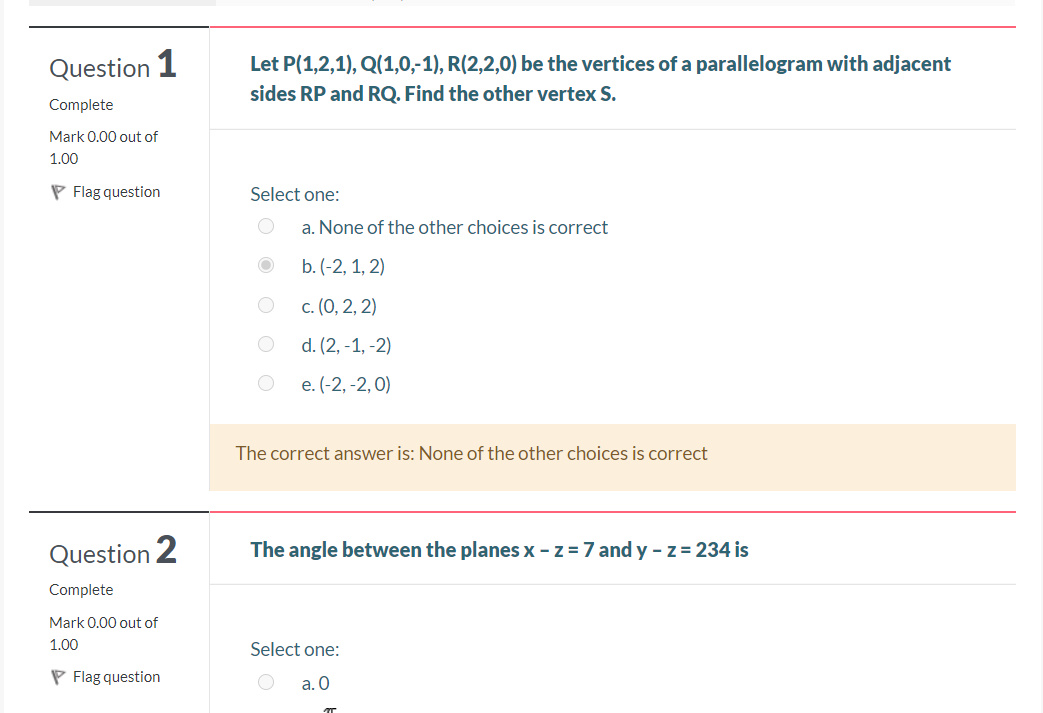 Question 1
Complete
Mark 0.00 out of
1.00
Flag question
Let P(1,2,1), Q(1,0,-1), R(2,2,0) be the vertices of a parallelogram with adjacent
sides RP and RQ. Find the other vertex S.
Select one:
a. None of the other choices is correct
b. (-2, 1, 2)
c. (0, 2, 2)
d. (2, -1, -2)
e. (-2, -2, 0)
The correct answer is: None of the other choices is correct
Question 2
Complete
Mark 0.00 out of
1.00
Flag question
The angle between the planes x – z = 7 and y – z = 234 is
Select one:
a. 0